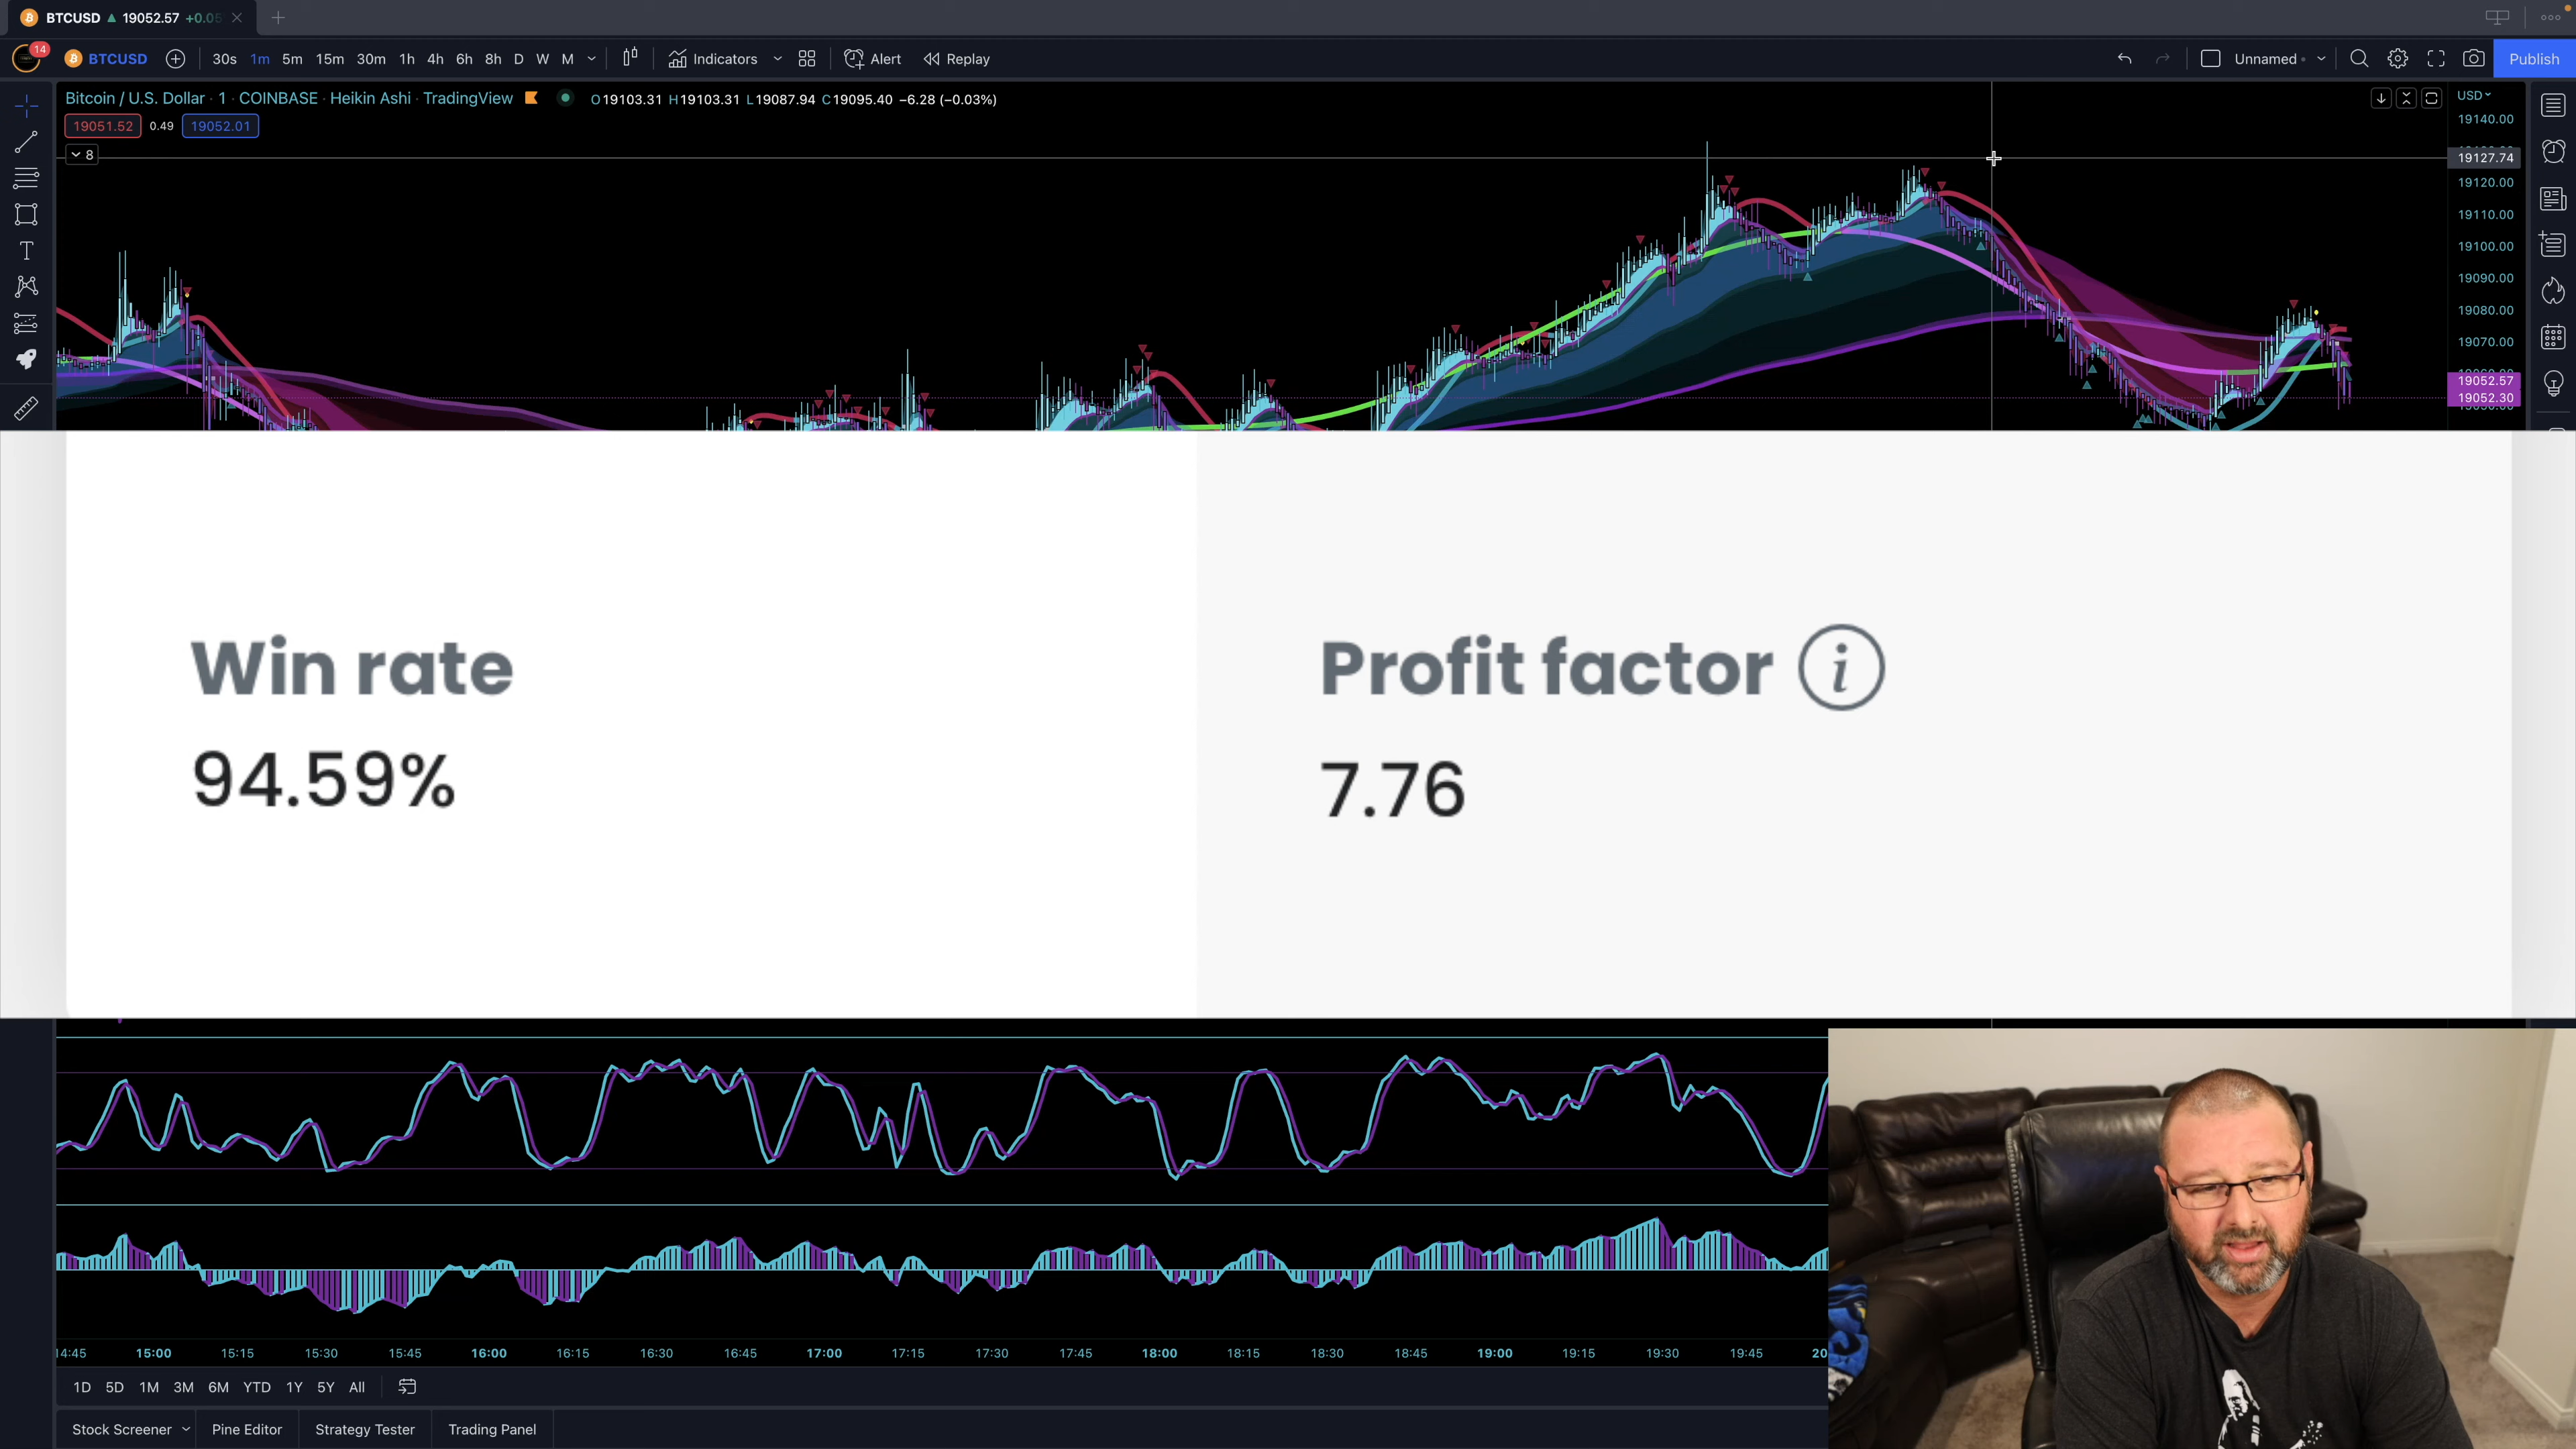 BTCUSD ▲ 19052.57 +0.05
14 BTCUSD 30s 1m 5m 15m 30m 1h 4h 6h 8h D W M Indicators Alert Replay Unnamed Publish
Bitcoin / U.S. Dollar · 1 · COINBASE · Heikin Ashi · TradingView O19103.31 H19103.31 L19087.94 C19095.40 −6.28 (−0.03%)
19051.52 0.49 19052.01
8
USD
19140.00
19127.74
19120.00
19110.00
19100.00
19090.00
19080.00
19070.00
19052.57
19052.30
Win rate
94.59%
Profit factor i
7.76
14:45 15:00 15:15 15:30 15:45 16:00 16:15 16:30 16:45 17:00 17:15 17:30 17:45 18:00 18:15 18:30 18:45 19:00 19:15 19:30 19:45 20
1D 5D 1M 3M 6M YTD 1Y 5Y All
Stock Screener Pine Editor Strategy Tester Trading Panel